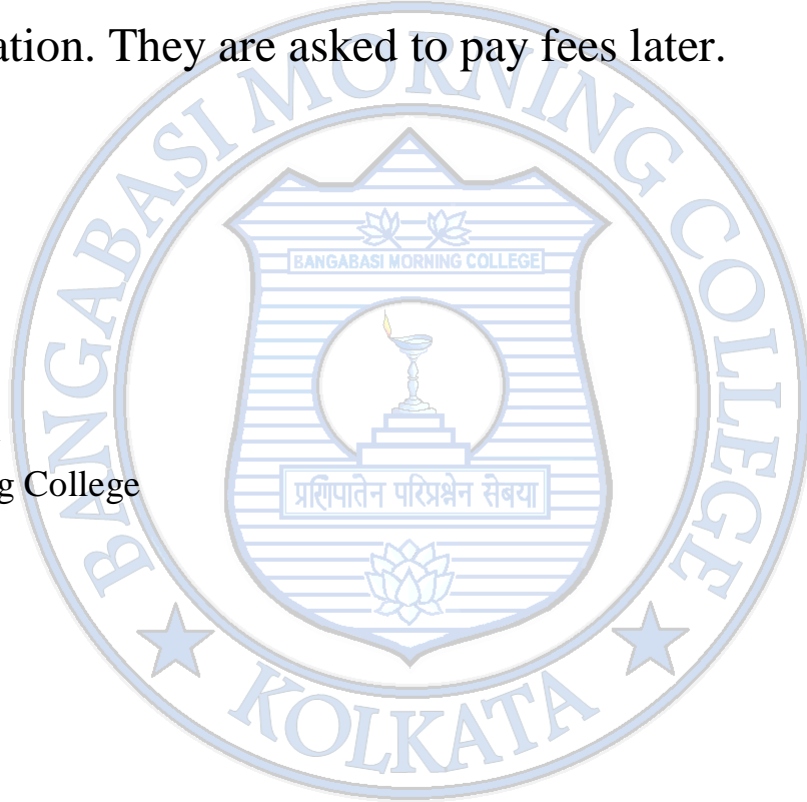 ation. They are asked to pay fees later.
BANGABASI MORNING COLLEGE
BANGABASI MORNING COLLEGE
प्रणिपातेन परिप्रश्नेन सेबया
g College
KOLKATA